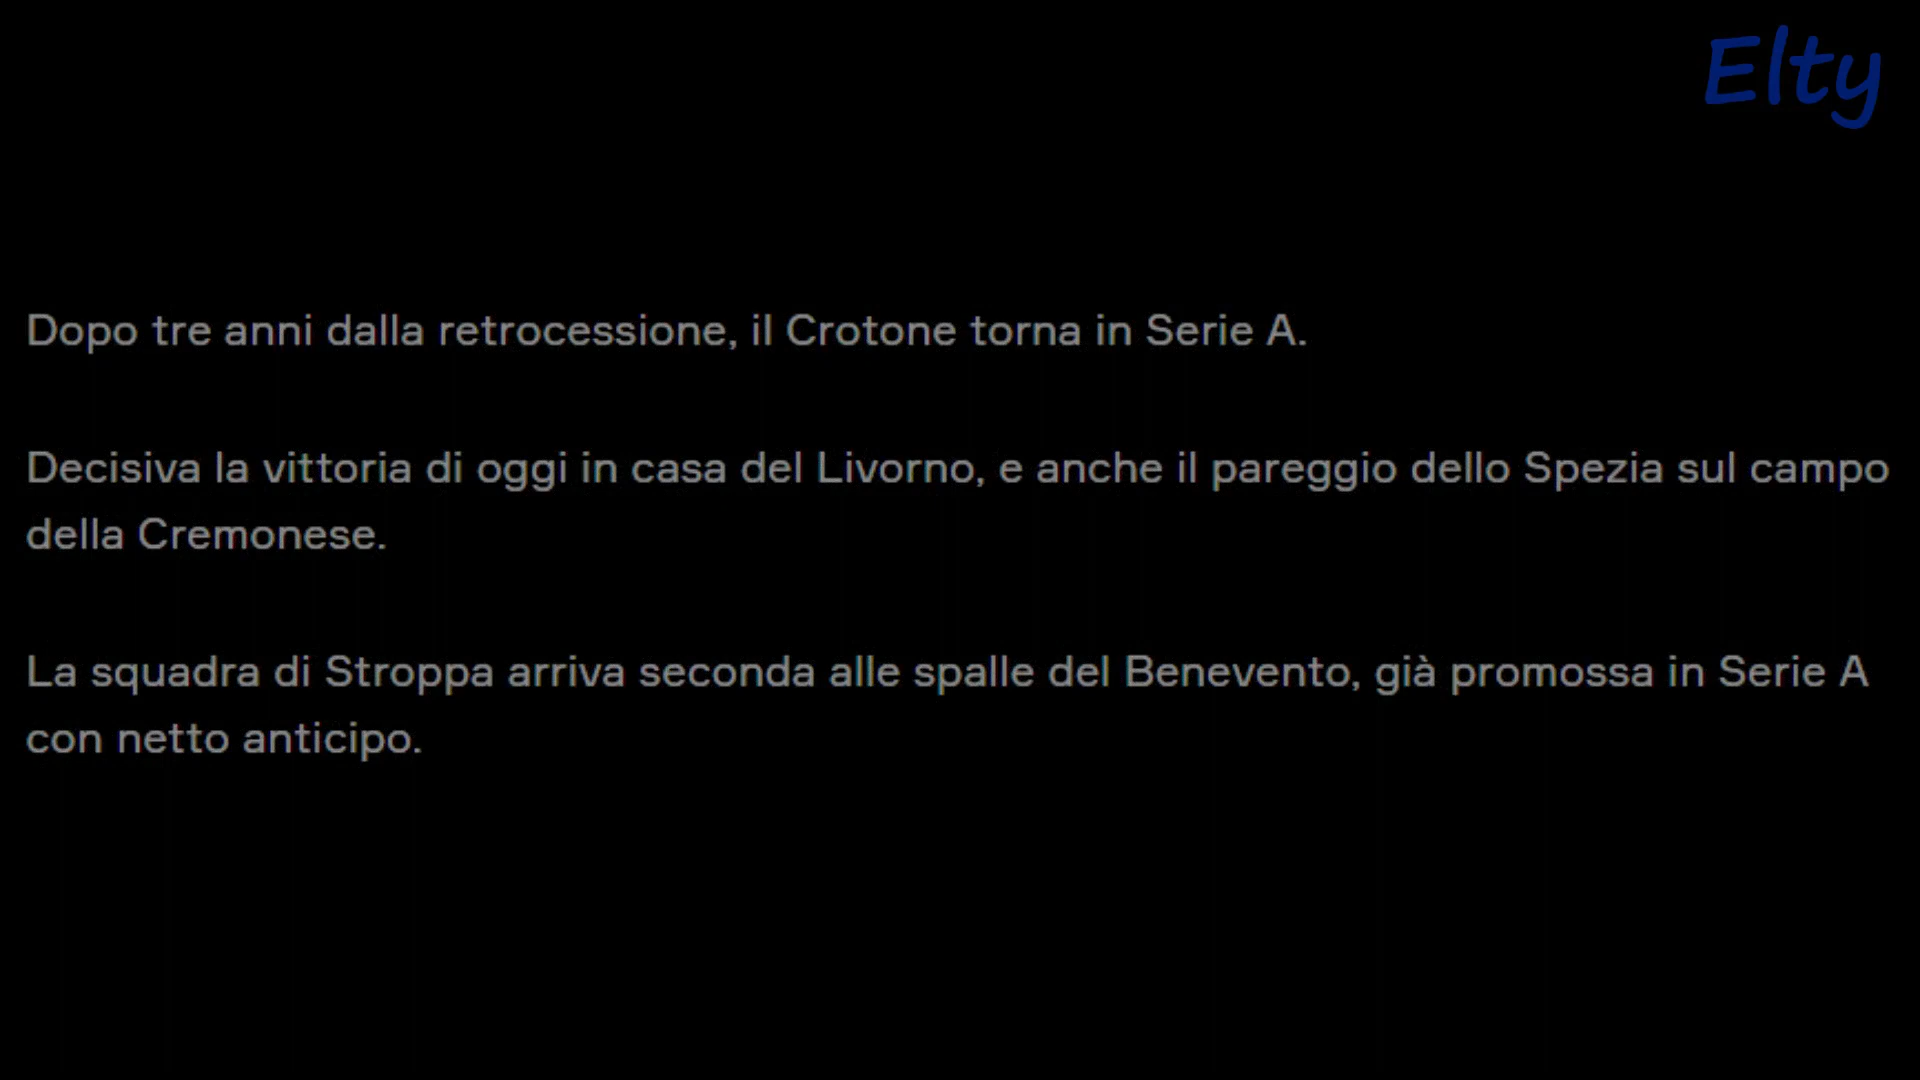 Elty
Dopo tre anni dalla retrocessione, il Crotone torna in Serie A.
Decisiva la vittoria di oggi in casa del Livorno, e anche il pareggio dello Spezia sul campo
della Cremonese.
La squadra di Stroppa arriva seconda alle spalle del Benevento, già promossa in Serie A
con netto anticipo.